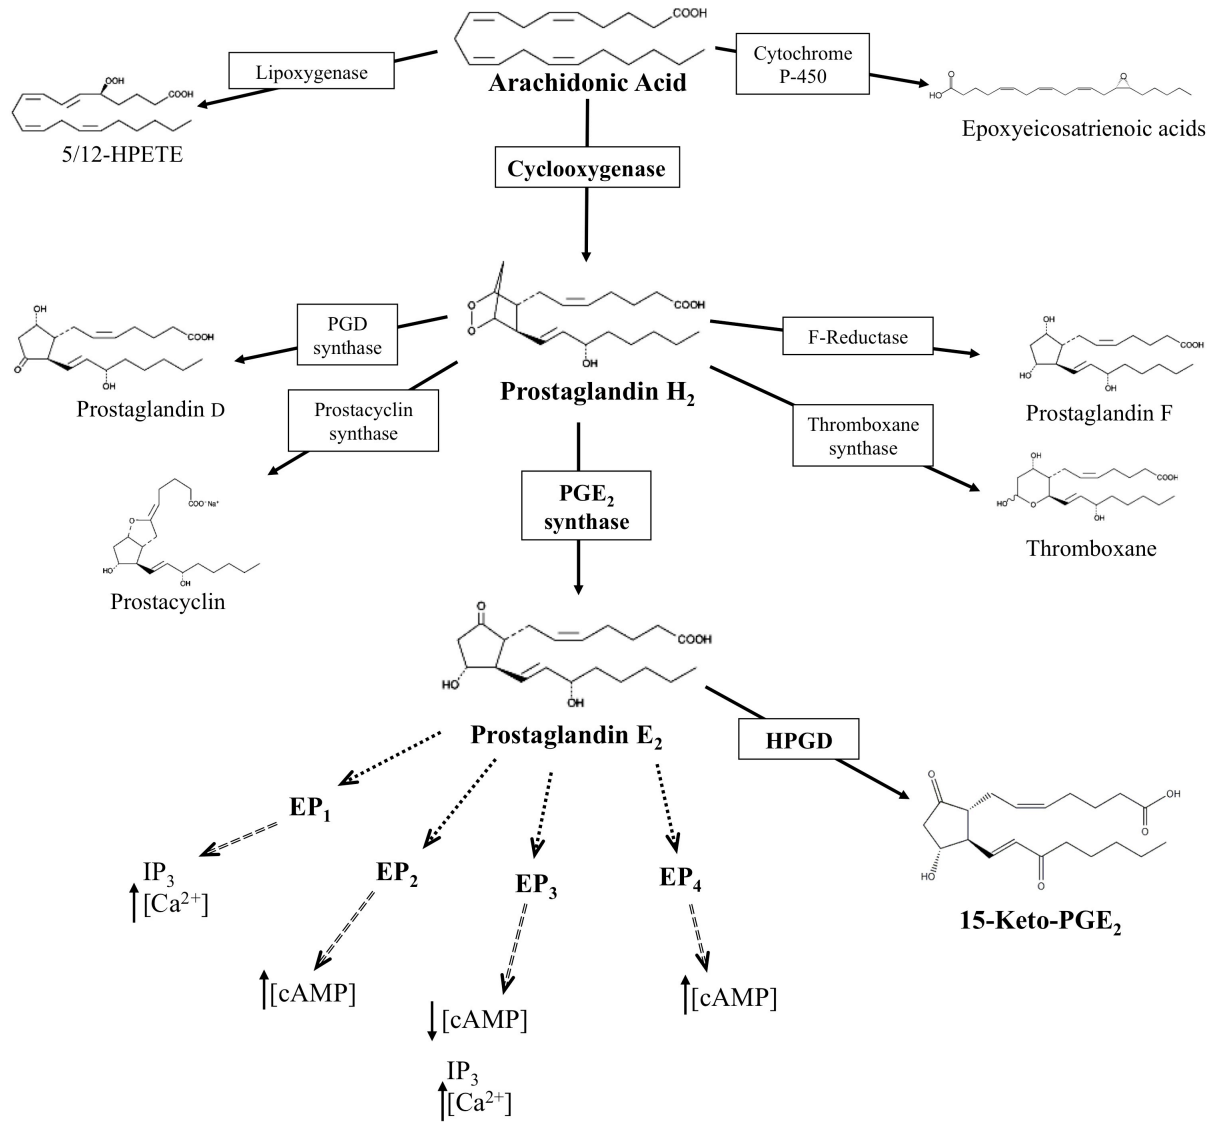 COOH
Arachidonic Acid
Lipoxygenase
Cytochrome
P-450
OOH
COOH
5/12-HPETE
O
O
HO
Epoxyeicosatrienoic acids
Cyclooxygenase
O
O
COOH
OH
Prostaglandin H2
PGD
synthase
OH
COOH
O
OH
Prostaglandin D
F-Reductase
OH
COOH
HO
OH
Prostaglandin F
Prostacyclin
synthase
Thromboxane
synthase
COO- Na+
O
HO
OH
Prostacyclin
PGE2
synthase
OH
COOH
HO
O
OH
Thromboxane
O
COOH
HO
OH
Prostaglandin E2
HPGD
O
OH
O
HO
O
15-Keto-PGE2
EP1
IP3
[Ca2+]
EP2
[cAMP]
EP3
[cAMP]
IP3
[Ca2+]
EP4
[cAMP]